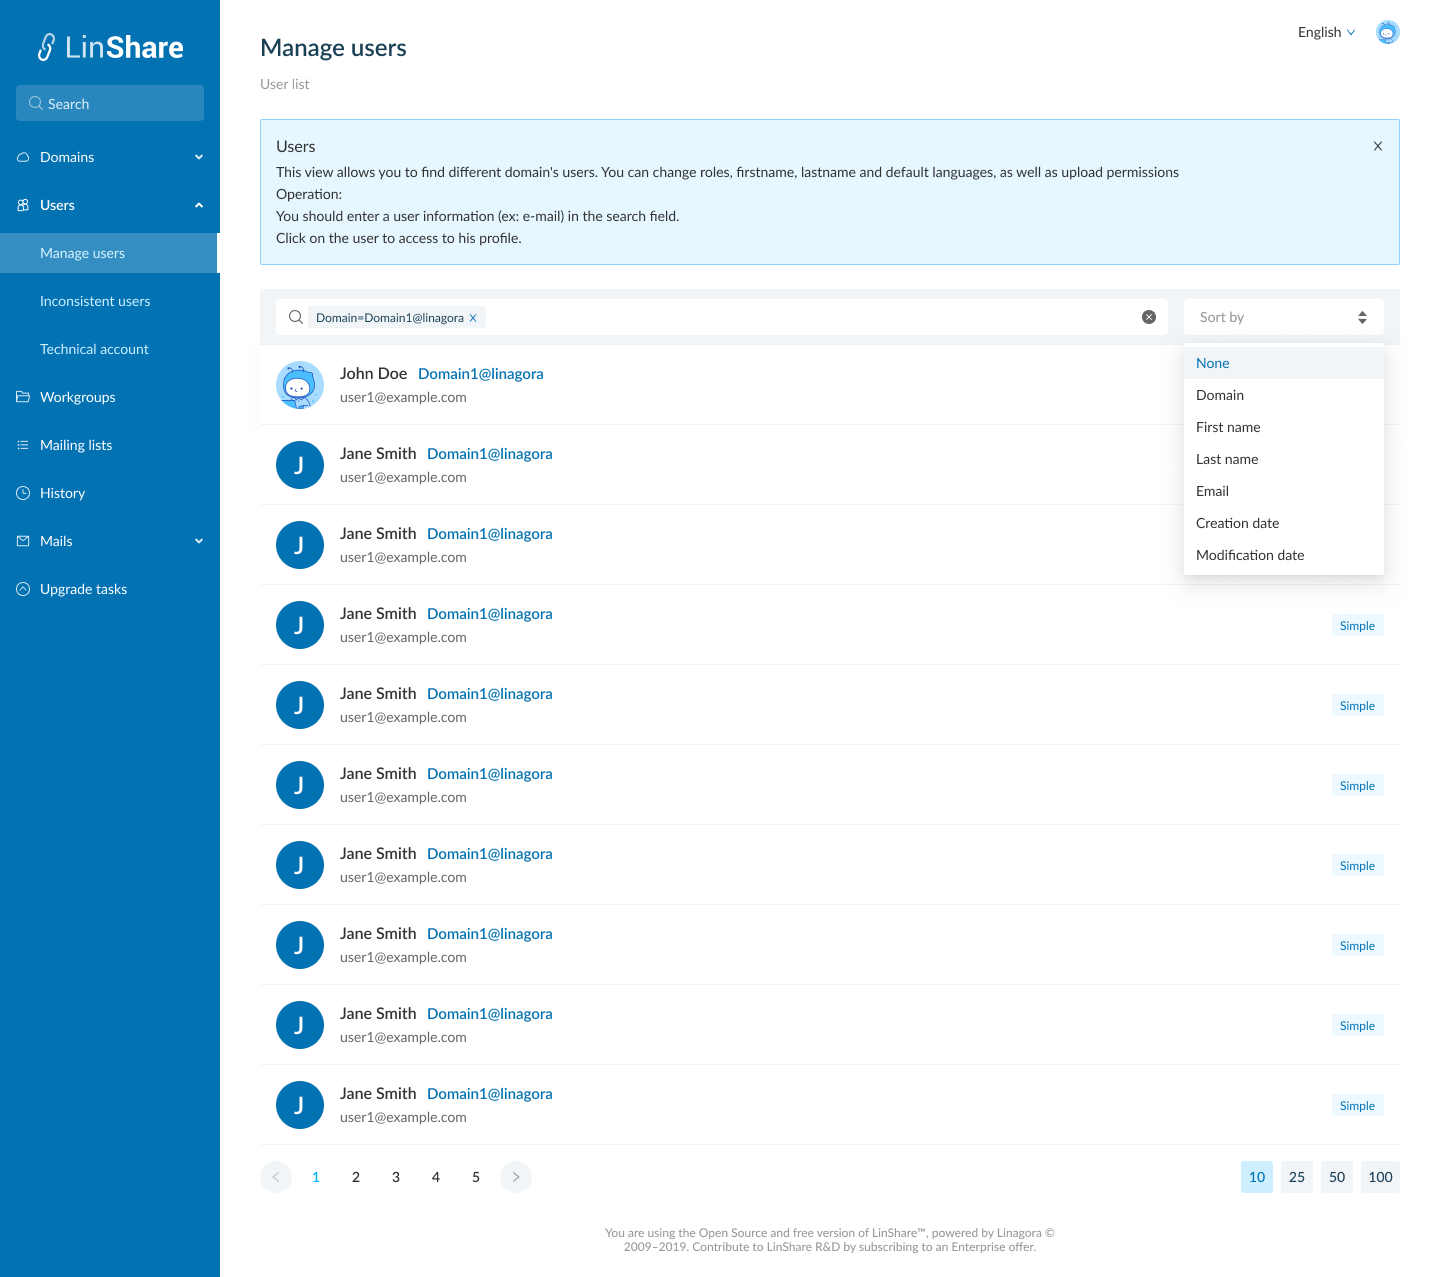 LinShare
Search
Domains
Users
Manage users
Inconsistent users
Technical account
Workgroups
Mailing lists
History
Mails
Upgrade tasks
Manage users
English
User list
Users
X
This view allows you to find different domain's users. You can change roles, firstname, lastname and default languages, as well as upload permissions
Operation:
You should enter a user information (ex: e-mail) in the search field.
Click on the user to access to his profile.
Domain=Domain1@linagora X
Sort by
None
Domain
First name
Last name
Email
Creation date
Modification date
John Doe Domain1@linagora
user1@example.com
J
Jane Smith Domain1@linagora
user1@example.com
J
Jane Smith Domain1@linagora
user1@example.com
J
Jane Smith Domain1@linagora
user1@example.com
Simple
J
Jane Smith Domain1@linagora
user1@example.com
Simple
J
Jane Smith Domain1@linagora
user1@example.com
Simple
J
Jane Smith Domain1@linagora
user1@example.com
Simple
J
Jane Smith Domain1@linagora
user1@example.com
Simple
J
Jane Smith Domain1@linagora
user1@example.com
Simple
J
Jane Smith Domain1@linagora
user1@example.com
Simple
< 1 2 3 4 5 >
10 25 50 100
You are using the Open Source and free version of LinShare™, powered by Linagora ©
2009–2019. Contribute to LinShare R&D by subscribing to an Enterprise offer.